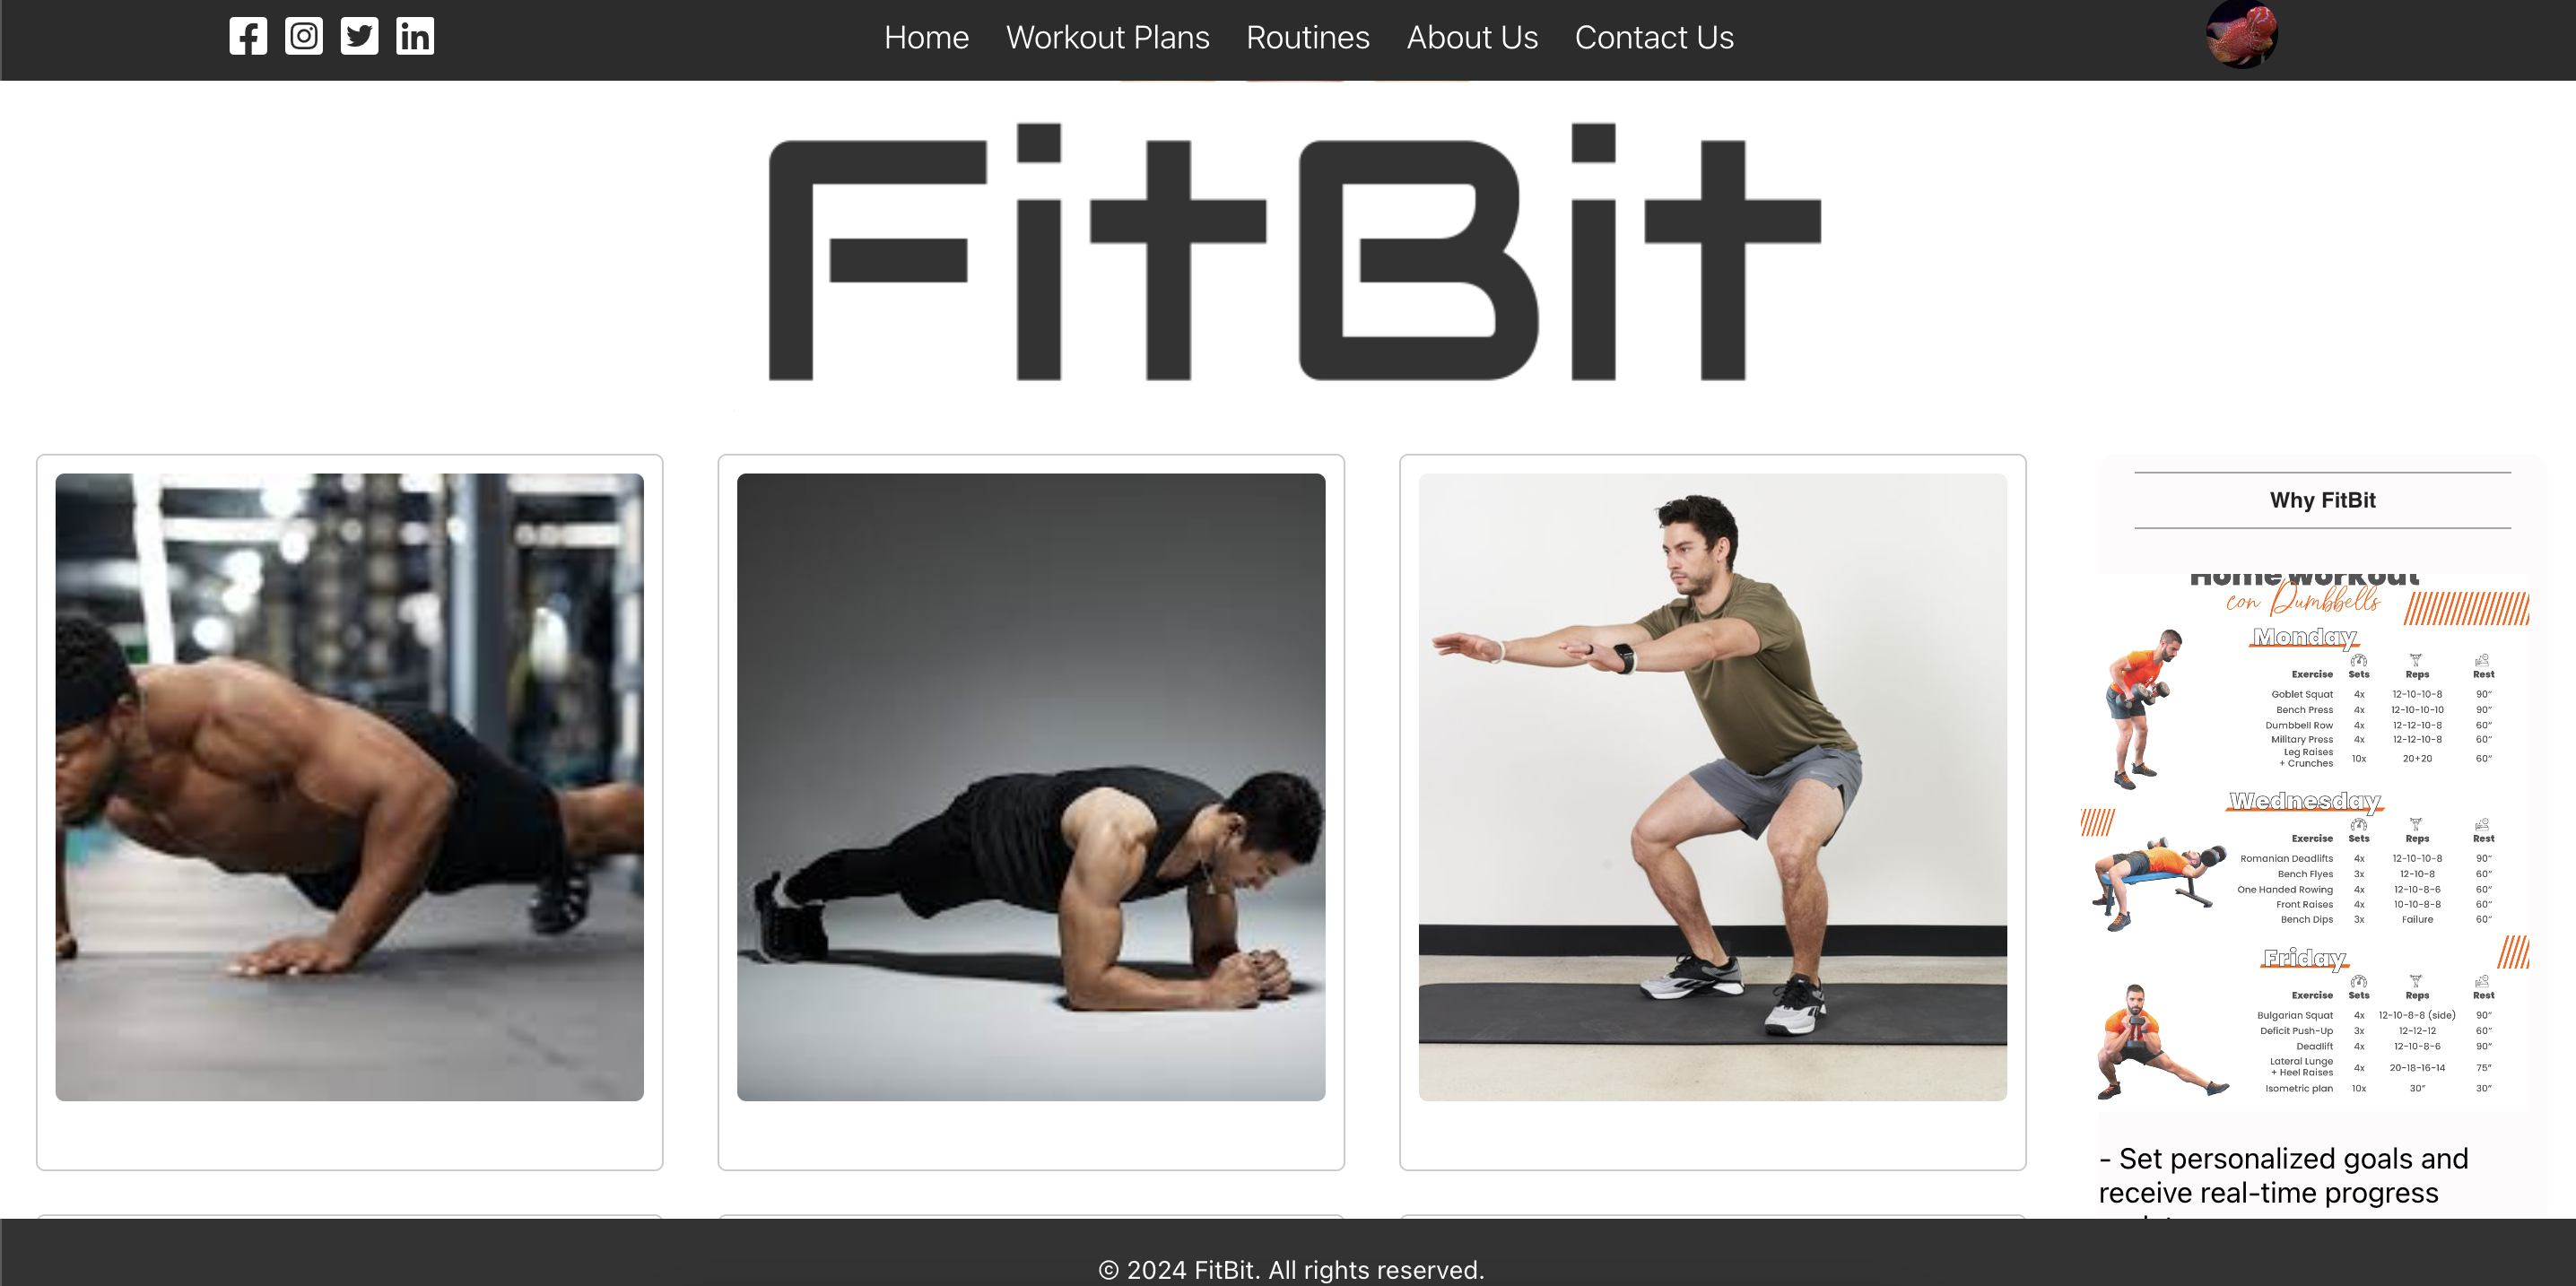 Home Workout Plans Routines About Us Contact Us
FitBit
Why FitBit
Home Workout
con Dumbbells
Monday
Exercise Sets Reps Rest
Goblet Squat 4x 12-10-10-8 90"
Bench Press 4x 12-10-10-10 90"
Dumbbell Row 4x 12-12-10-8 60"
Military Press 4x 12-12-10-8 60"
Leg Raises
+ Crunches 10x 20+20 60"
Wednesday
Exercise Sets Reps Rest
Romanian Deadlifts 4x 12-10-10-8 90"
Bench Flyes 3x 12-10-8 60"
One Handed Rowing 4x 12-10-8-6 60"
Front Raises 4x 10-10-8-8 60"
Bench Dips 3x Failure 60"
Friday
Exercise Sets Reps Rest
Bulgarian Squat 4x 12-10-8-8 (side) 90"
Deficit Push-Up 3x 12-12-12 60"
Deadlift 4x 12-10-8-6 90"
Lateral Lunge
+ Heel Raises 4x 20-18-16-14 75"
Isometric plan 10x 30" 30"
- Set personalized goals and
receive real-time progress
© 2024 FitBit. All rights reserved.